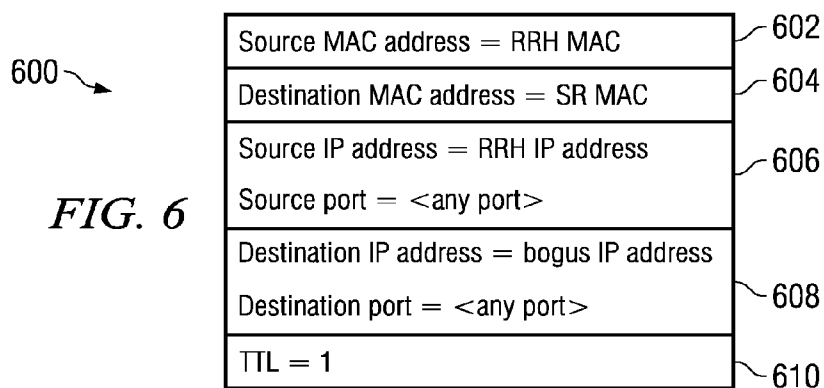 Source MAC address = RRH MAC
602
600
Destination MAC address = SR MAC
604
Source IP address = RRH IP address
606
Source port = <any port>
FIG. 6
Destination IP address = bogus IP address
Destination port = <any port>
608
TTL = 1
610